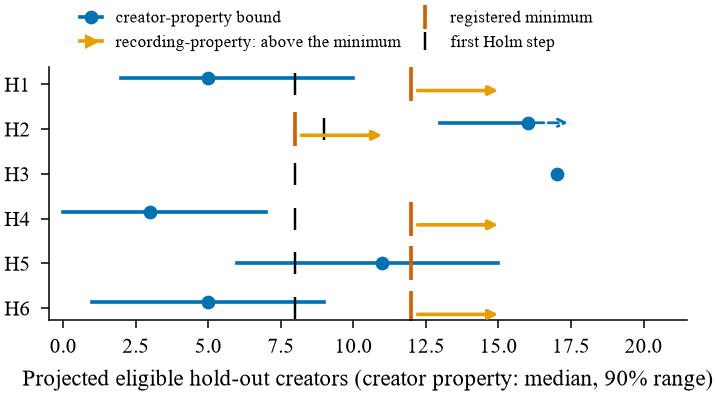 creator-property bound
recording-property: above the minimum
registered minimum
first Holm step
H1
H2
H3
H4
H5
H6
0.0 2.5 5.0 7.5 10.0 12.5 15.0 17.5 20.0
Projected eligible hold-out creators (creator property: median, 90% range)